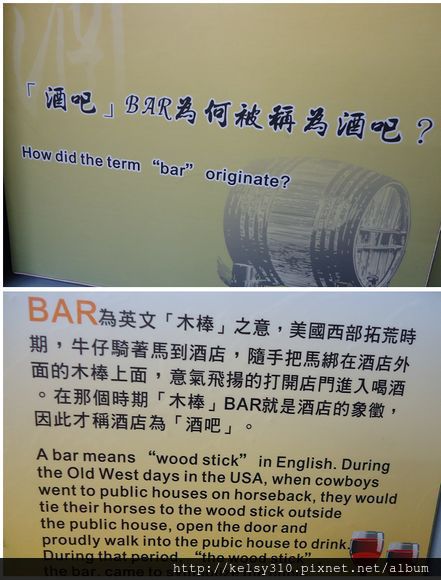 「酒吧」BAR為何被稱為酒吧？
How did the term “bar” originate?
BAR為英文「木棒」之意，美國西部拓荒時
期，牛仔騎著馬到酒店，隨手把馬綁在酒店外
面的木棒上面，意氣飛揚的打開店門進入喝酒
。在那個時期「木棒」BAR就是酒店的象徵，
因此才稱酒店為「酒吧」。
A bar means “wood stick” in English. During
the Old West days in the USA, when cowboys
went to public houses on horseback, they would
tie their horses to the wood stick outside
the public house, open the door and
proudly walk into the pubic house to drink.
During that period, “the wood stick”
the bar, came to
http://kelsy310.pixnet.net/album